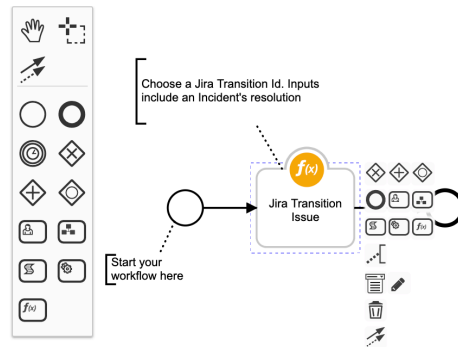 Choose a Jira Transition Id. Inputs
include an Incident's resolution
f(x)
Jira Transition
Issue
Start your
workflow here
f(x)
f(x)